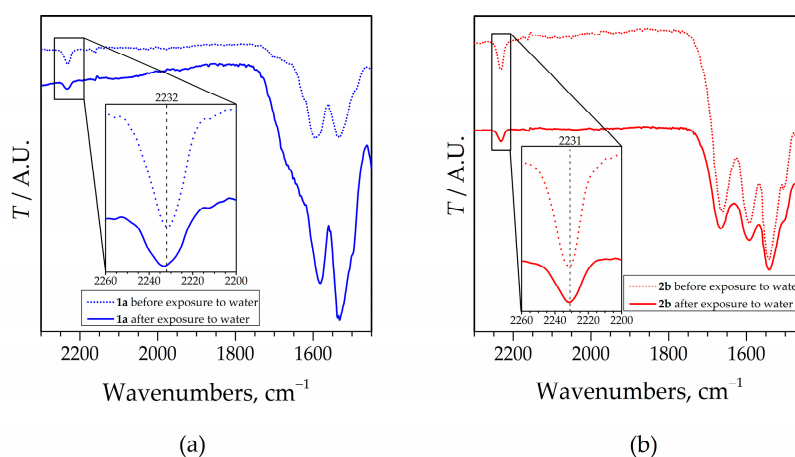 2232
2260 2240 2220 2200
1a before exposure to water
1a after exposure to water
T / A.U.
2200 2000 1800 1600
Wavenumbers, cm⁻¹
(a)
2231
2260 2240 2220 2200
2b before exposure to water
2b after exposure to water
T / A.U.
2200 2000 1800 1600
Wavenumbers, cm⁻¹
(b)